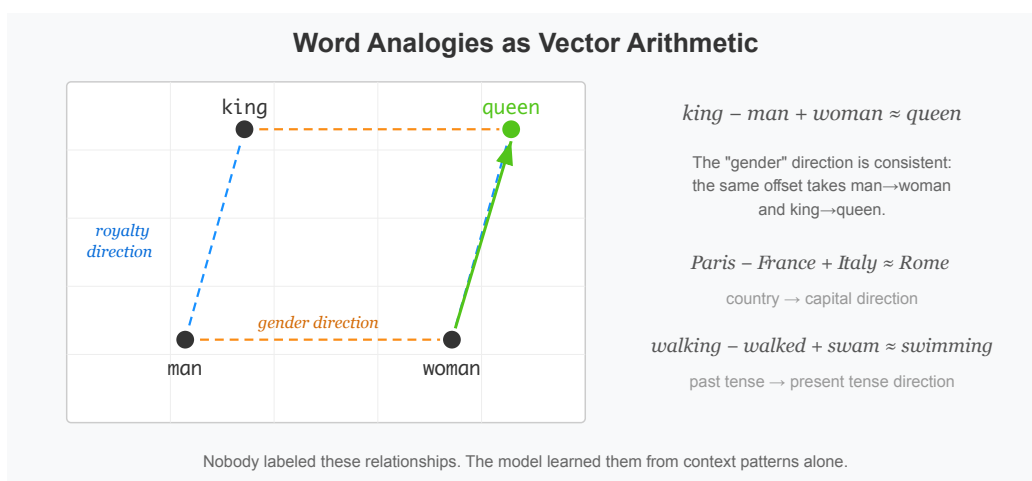 Word Analogies as Vector Arithmetic
king
queen
royalty
direction
gender direction
man
woman
king − man + woman ≈ queen
The "gender" direction is consistent:
the same offset takes man→woman
and king→queen.
Paris − France + Italy ≈ Rome
country → capital direction
walking − walked + swam ≈ swimming
past tense → present tense direction
Nobody labeled these relationships. The model learned them from context patterns alone.